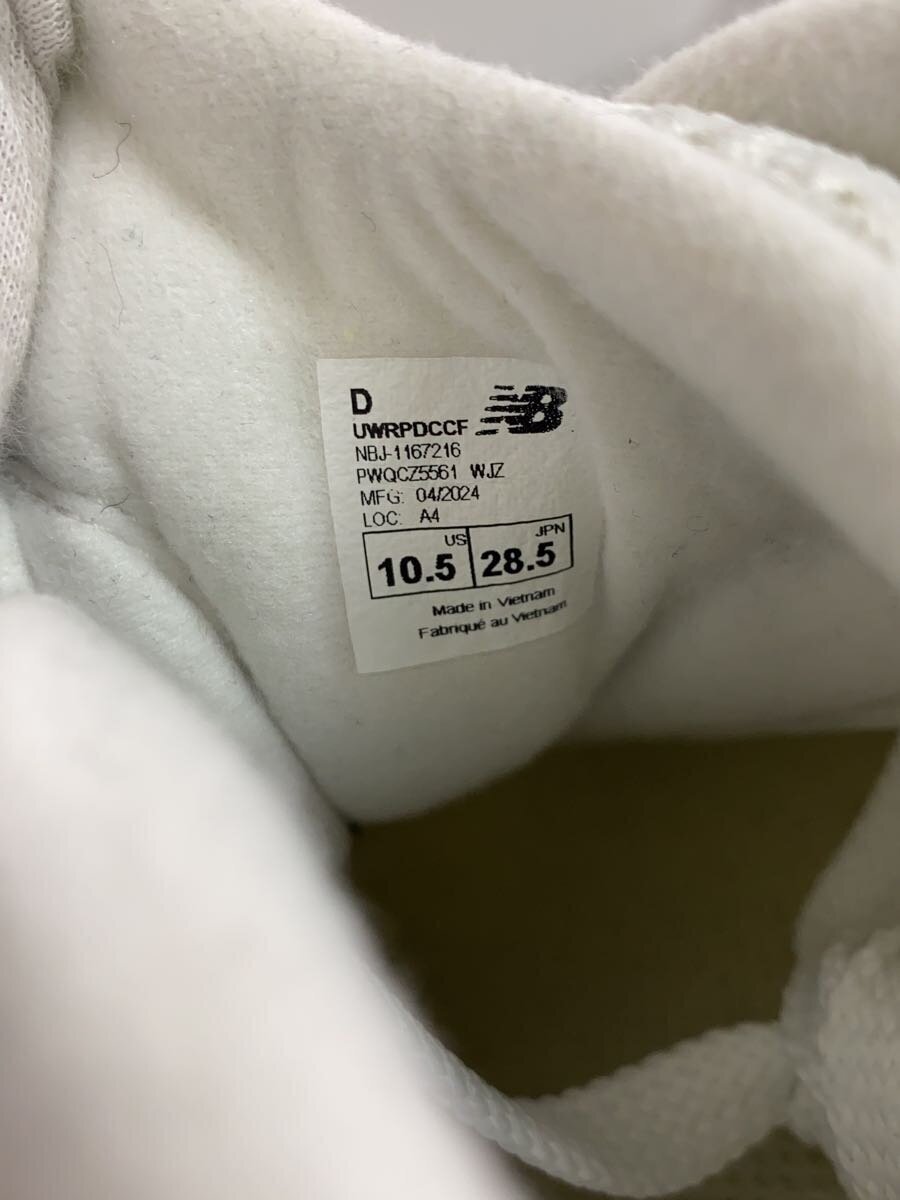 D
NB
UWRPDCCF
NBJ-1167216
PWQCZ5561 WJZ
MFG: 04/2024
LOC: A4
US JPN
10.5 28.5
Made in Vietnam
Fabriqué au Vietnam